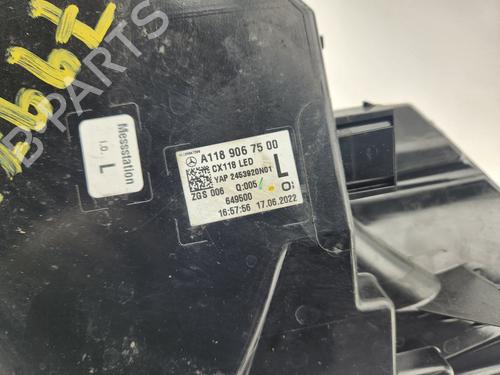 Messstation
i.O.
L
A118 906 75 00
CX118 LED
YAP 2453920N01
ZGS 006 Q:005
L
649500
16:57:56 17.06.2022
B-PARTS